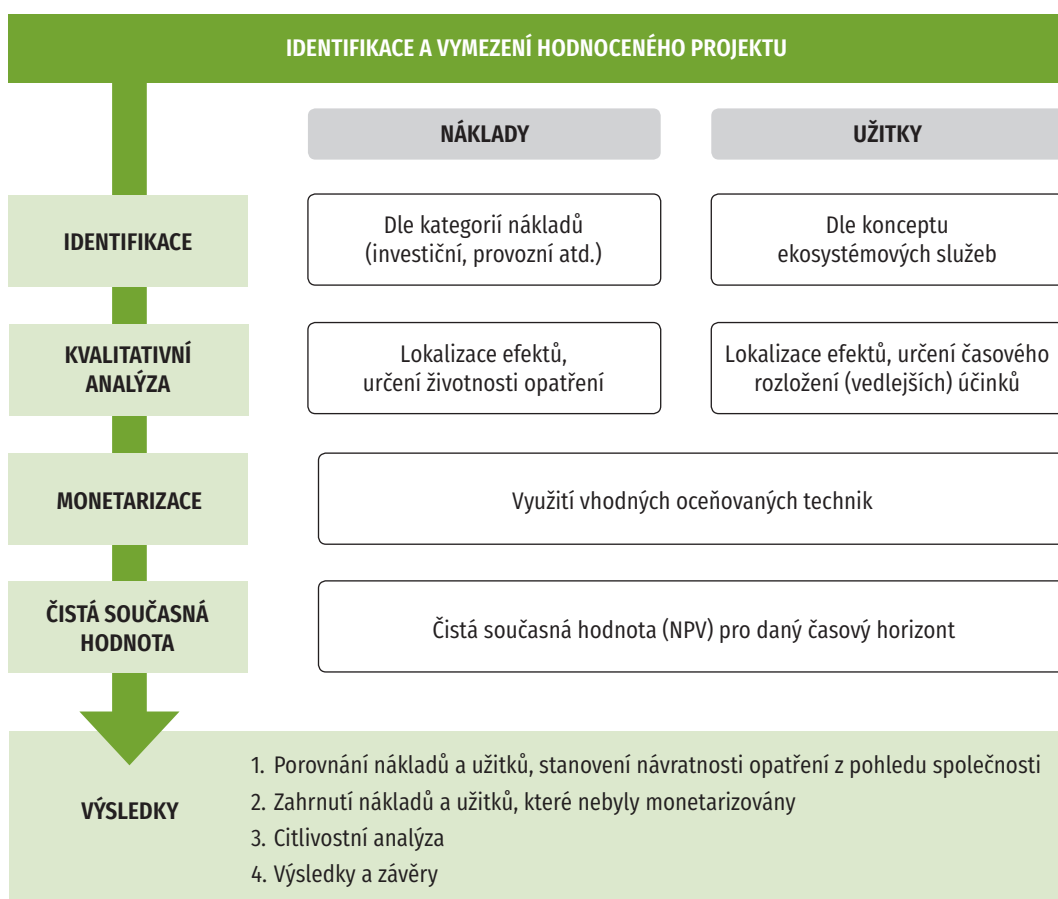 IDENTIFIKACE A VYMEZENÍ HODNOCENÉHO PROJEKTU
NÁKLADY
UŽITKY
IDENTIFIKACE
Dle kategorií nákladů
(investiční, provozní atd.)
Dle konceptu
ekosystémových služeb
KVALITATIVNÍ
ANALÝZA
Lokalizace efektů,
určení životnosti opatření
Lokalizace efektů, určení časového
rozložení (vedlejších) účinků
MONETARIZACE
Využití vhodných oceňovaných technik
ČISTÁ SOUČASNÁ
HODNOTA
Čistá současná hodnota (NPV) pro daný časový horizont
VÝSLEDKY
1. Porovnání nákladů a užitků, stanovení návratnosti opatření z pohledu společnosti
2. Zahrnutí nákladů a užitků, které nebyly monetarizovány
3. Citlivostní analýza
4. Výsledky a závěry